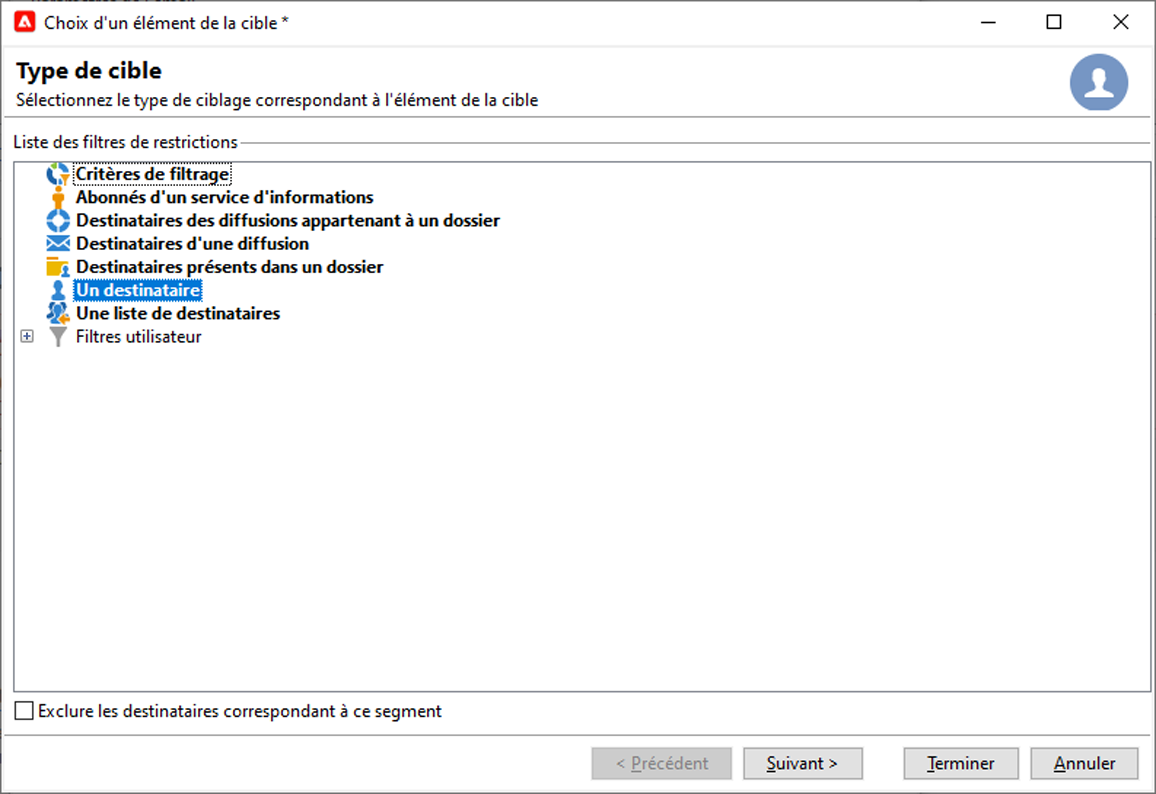 Choix d'un élément de la cible *
Type de cible
Sélectionnez le type de ciblage correspondant à l'élément de la cible
Liste des filtres de restrictions
Critères de filtrage
Abonnés d'un service d'informations
Destinataires des diffusions appartenant à un dossier
Destinataires d'une diffusion
Destinataires présents dans un dossier
Un destinataire
Une liste de destinataires
Filtres utilisateur
Exclure les destinataires correspondant à ce segment
< Précédent
Suivant >
Terminer
Annuler